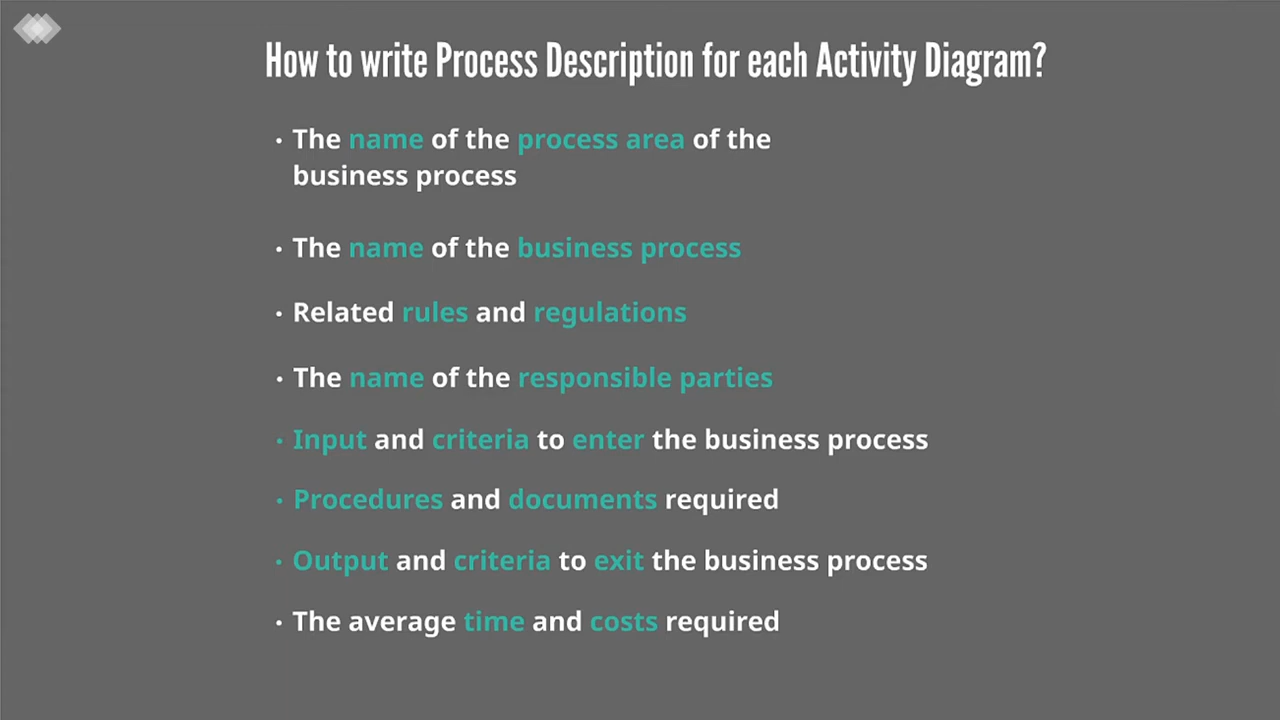 How to write Process Description for each Activity Diagram?
• The name of the process area of the
business process
• The name of the business process
• Related rules and regulations
• The name of the responsible parties
• Input and criteria to enter the business process
• Procedures and documents required
• Output and criteria to exit the business process
• The average time and costs required